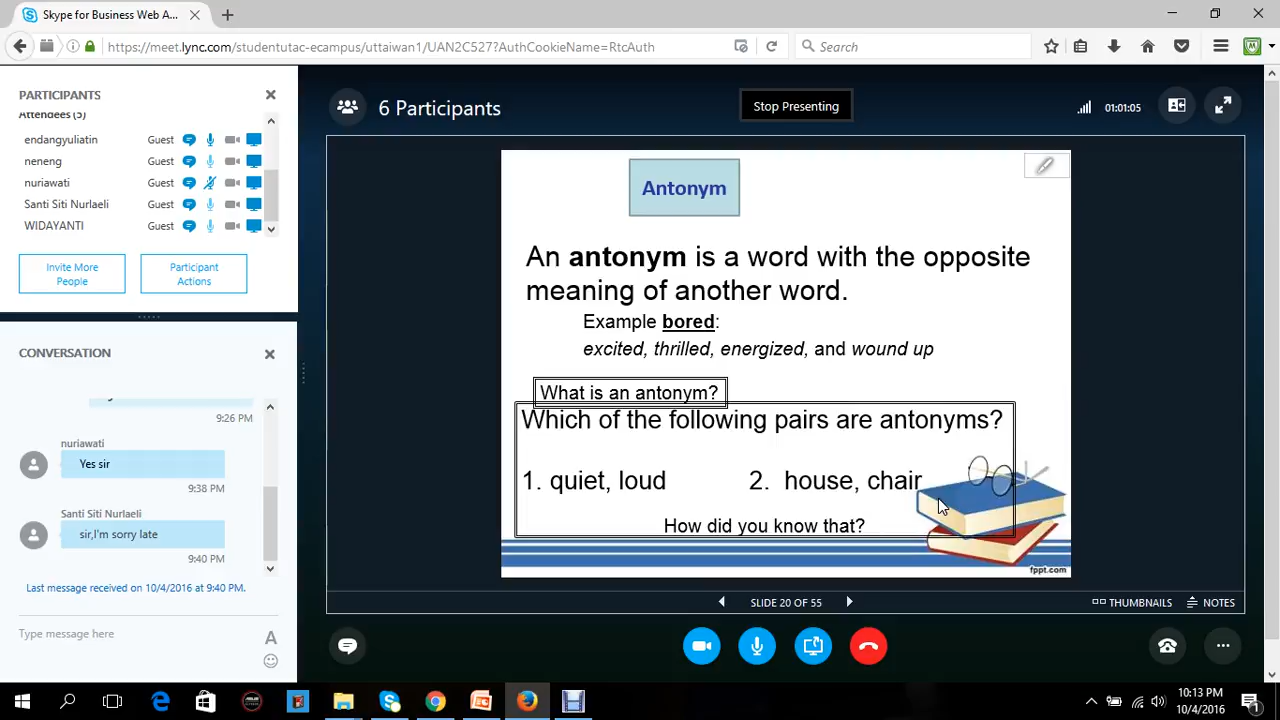 Skype for Business Web A...
https://meet.lync.com/studentutac-ecampus/uttaiwan1/UAN2C527?AuthCookieName=RtcAuth
Search
PARTICIPANTS
Attendees (5)
endangyuliatin Guest
neneng Guest
nuriawati Guest
Santi Siti Nurlaeli Guest
WIDAYANTI Guest
Invite More
People
Participant
Actions
CONVERSATION
9:26 PM
nuriawati
Yes sir
9:38 PM
Santi Siti Nurlaeli
sir,I'm sorry late
9:40 PM
Last message received on 10/4/2016 at 9:40 PM.
Type message here
6 Participants
Stop Presenting
01:01:05
Antonym
An antonym is a word with the opposite
meaning of another word.
Example bored:
excited, thrilled, energized, and wound up
What is an antonym?
Which of the following pairs are antonyms?
1. quiet, loud 2. house, chair
How did you know that?
fppt.com
SLIDE 20 OF 55
THUMBNAILS
NOTES
10:13 PM
10/4/2016